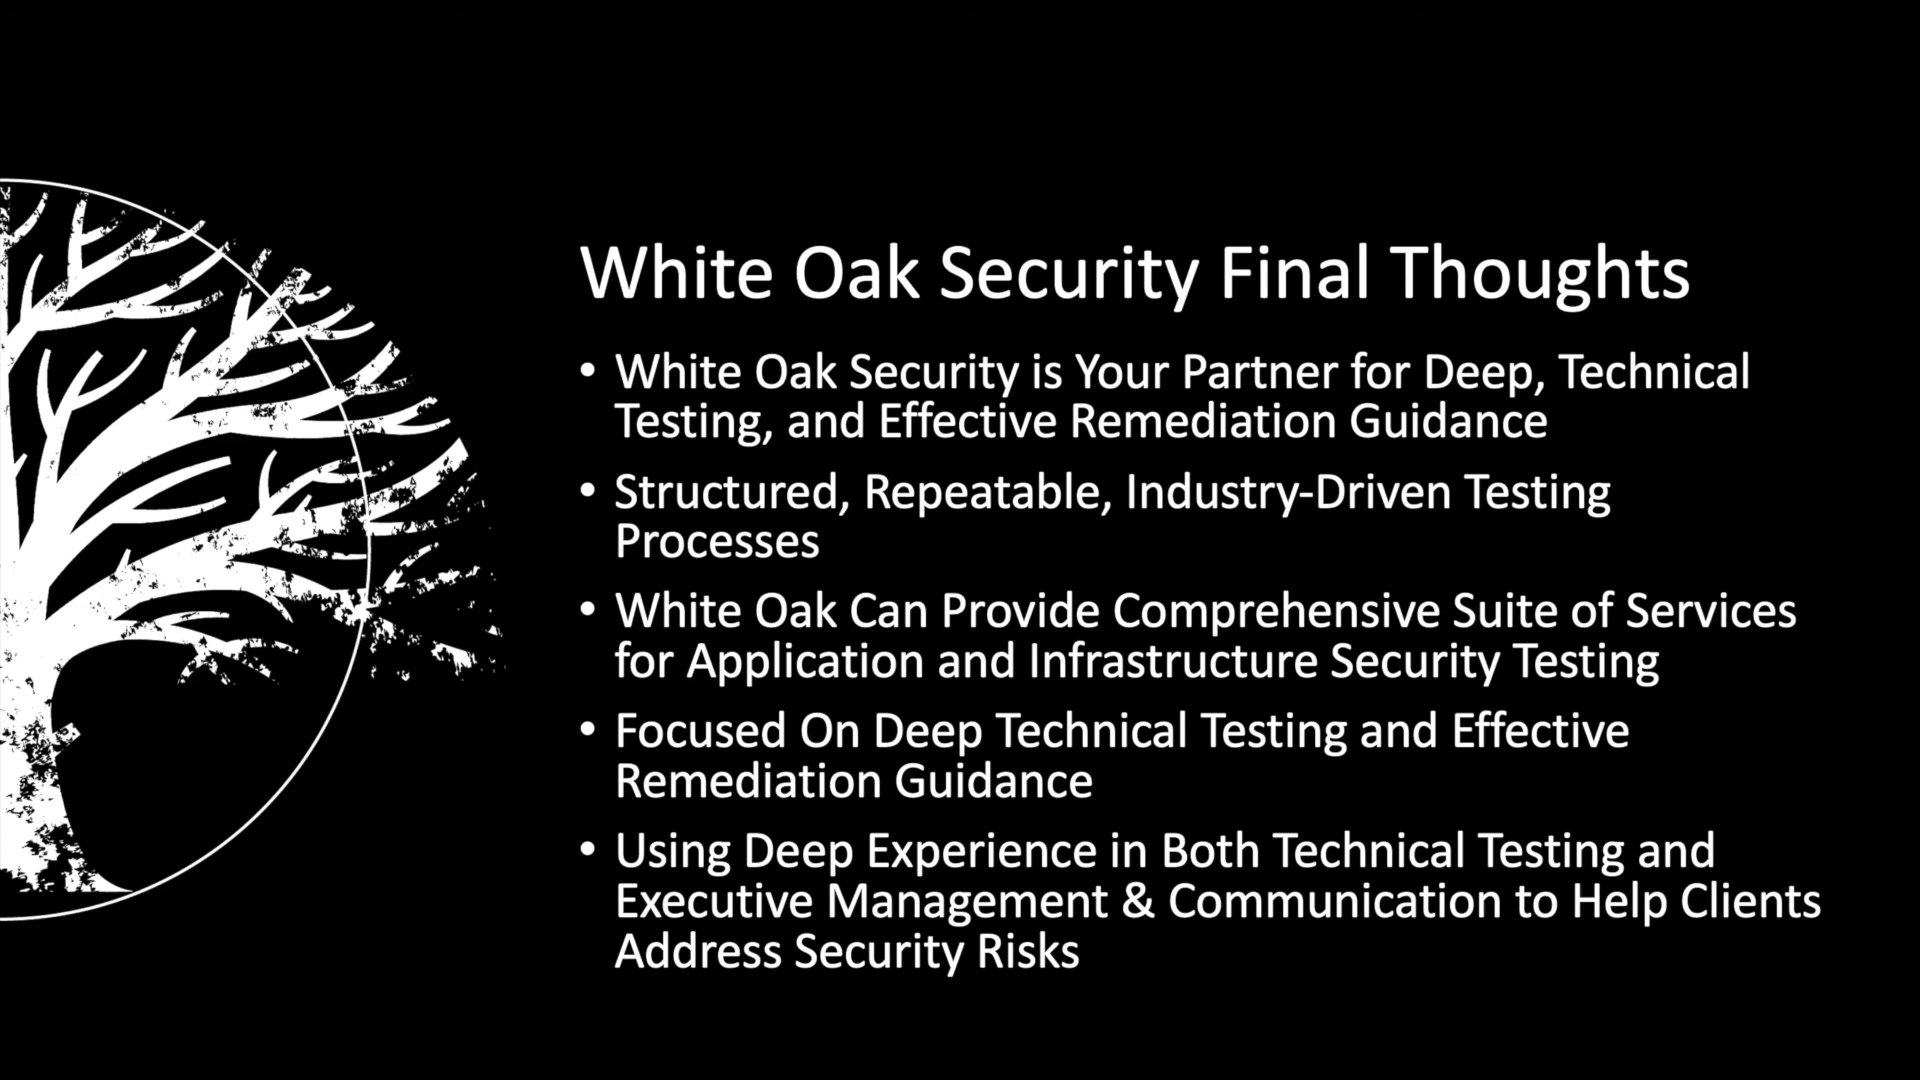 White Oak Security Final Thoughts
• White Oak Security is Your Partner for Deep, Technical
Testing, and Effective Remediation Guidance
• Structured, Repeatable, Industry-Driven Testing
Processes
• White Oak Can Provide Comprehensive Suite of Services
for Application and Infrastructure Security Testing
• Focused On Deep Technical Testing and Effective
Remediation Guidance
• Using Deep Experience in Both Technical Testing and
Executive Management & Communication to Help Clients
Address Security Risks